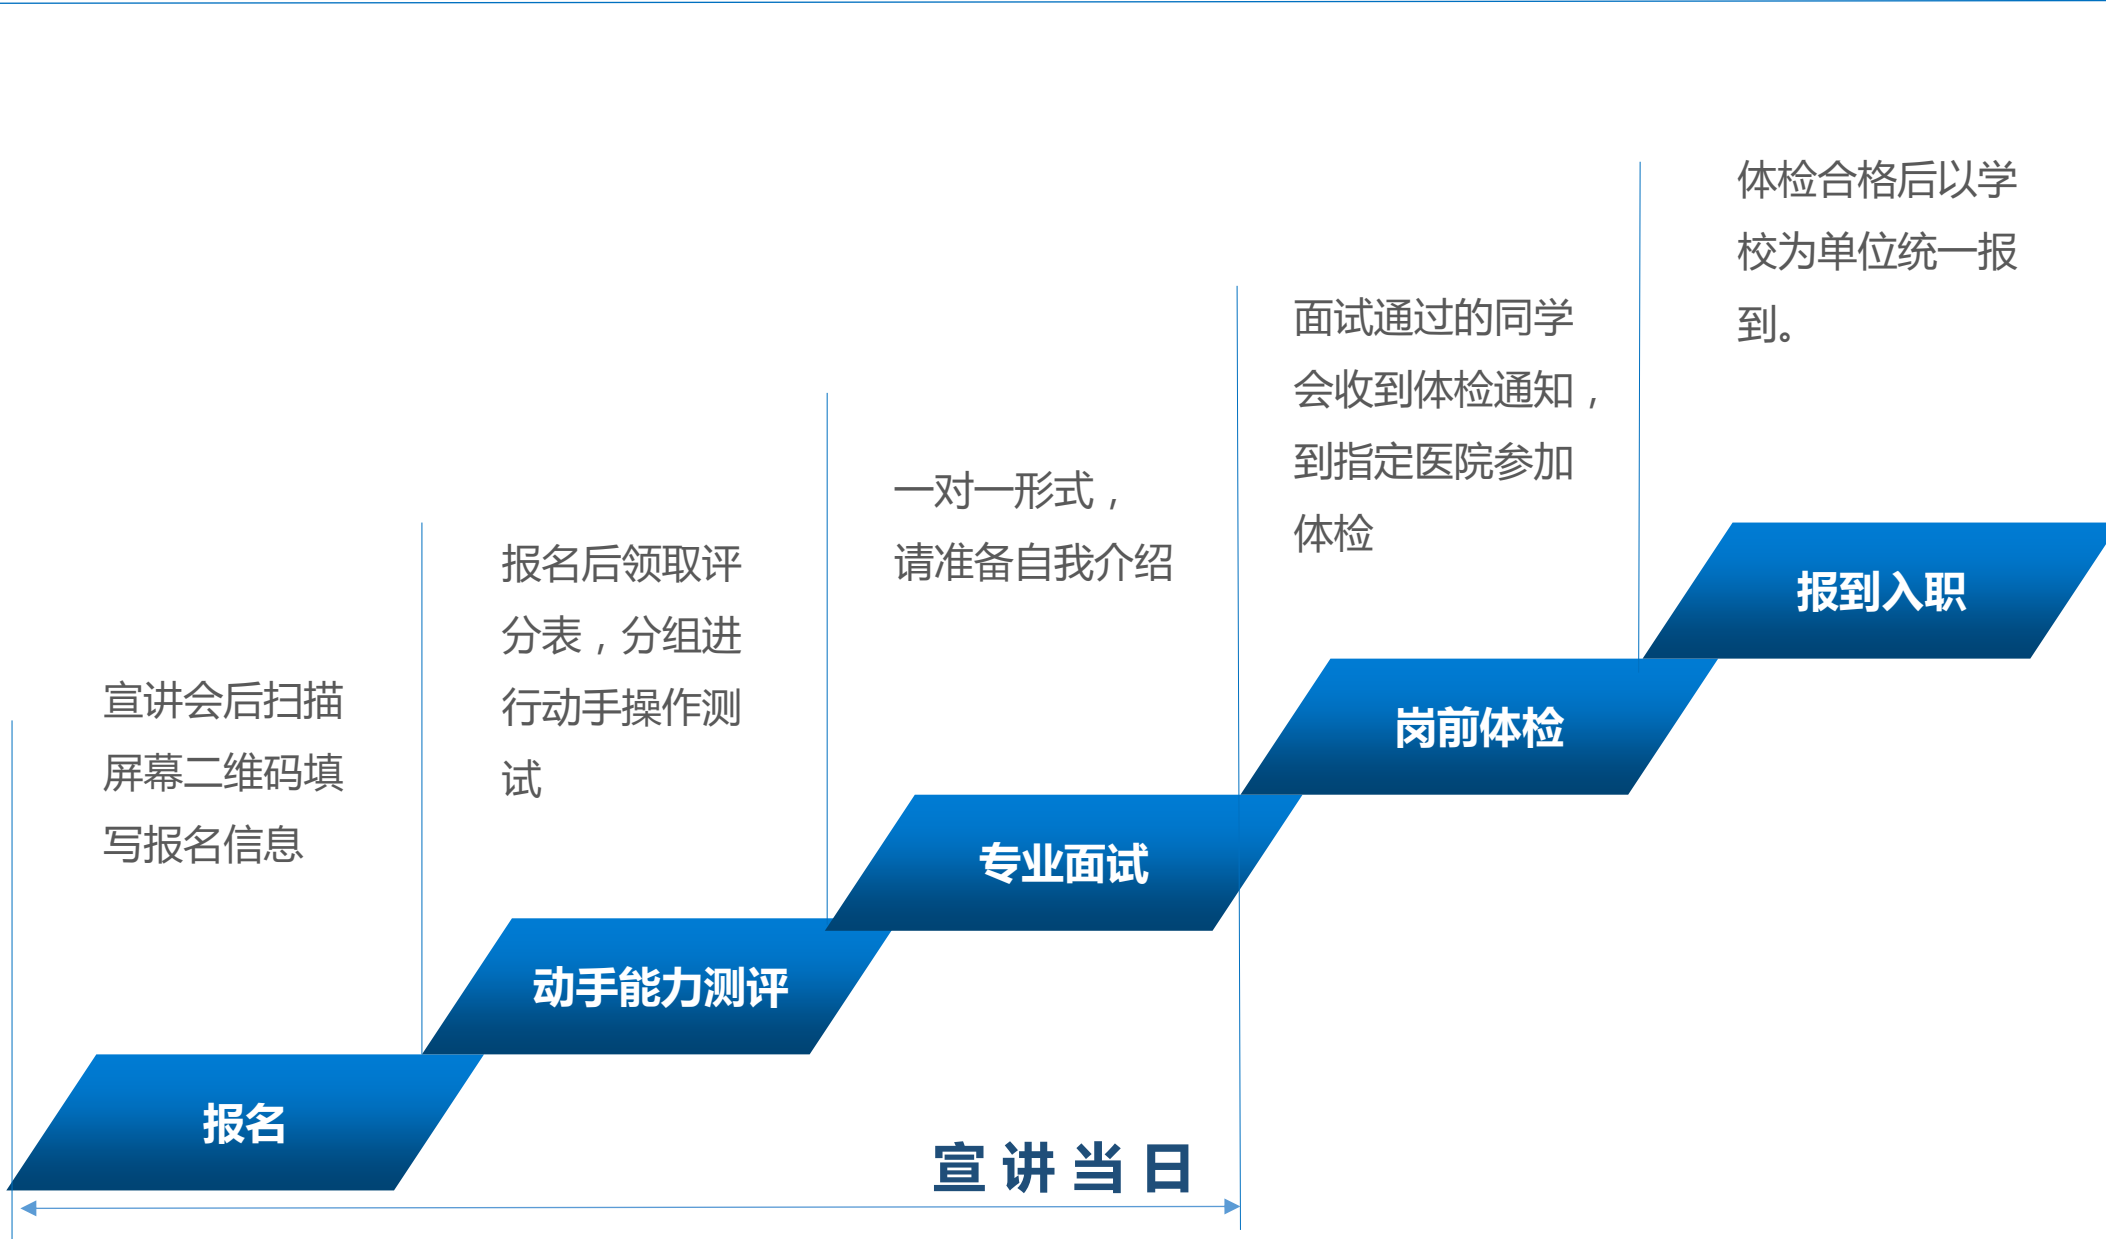 宣讲会后扫描
屏幕二维码填
写报名信息
报名
报名后领取评
分表，分组进
行动手操作测
试
动手能力测评
一对一形式，
请准备自我介绍
专业面试
面试通过的同学
会收到体检通知，
到指定医院参加
体检
岗前体检
体检合格后以学
校为单位统一报
到。
报到入职
宣讲当日